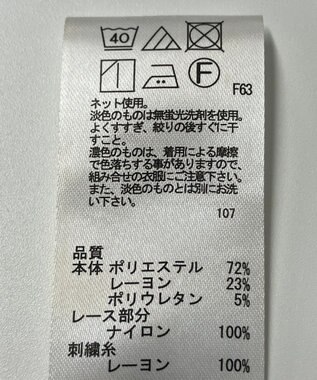 40
F
F63
ネット使用。
淡色のものは無蛍光洗剤を使用。
よくすすぎ、絞りの後すぐに干
すこと。
濃色のものは、着用による摩擦
で色落ちする事がありますので、
組み合せの衣服にご注意下さい。
また、淡色のものとは別にお洗
い下さい。
107
品質
本体 ポリエステル 72%
レーヨン 23%
ポリウレタン 5%
レース部分
ナイロン 100%
刺繍糸
レーヨン 100%